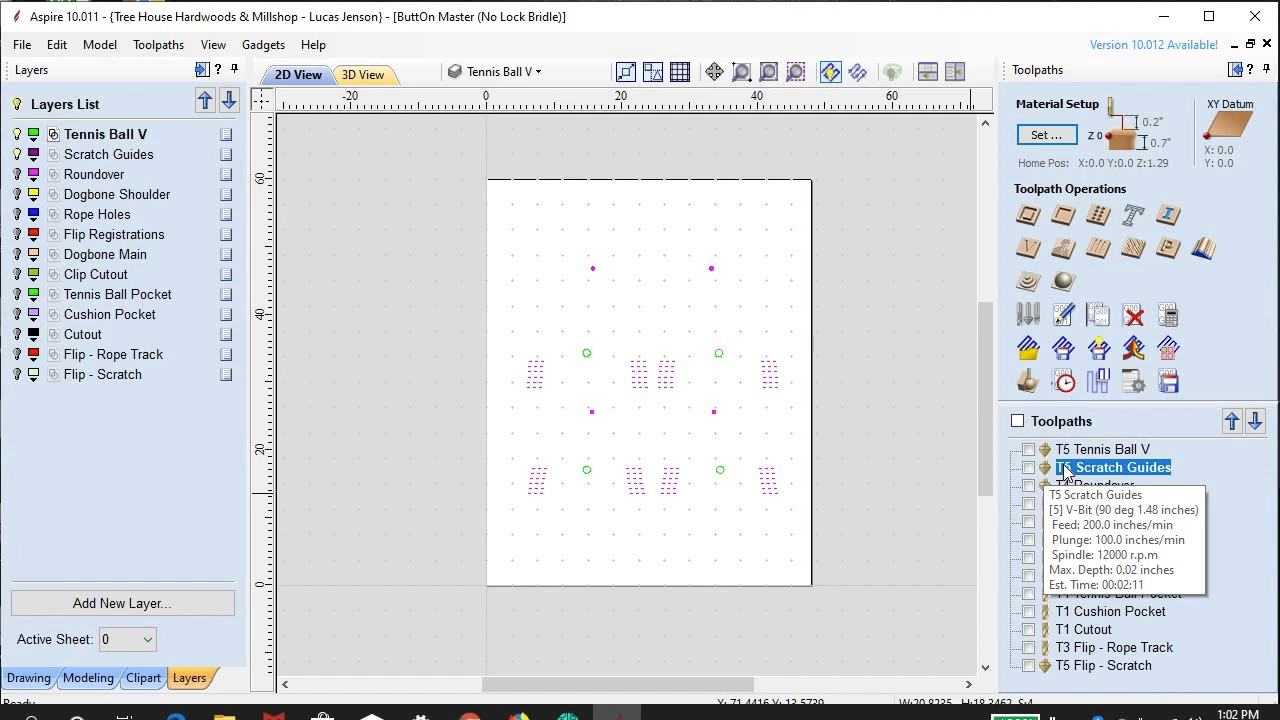 Aspire 10.011 - {Tree House Hardwoods & Millshop - Lucas Jenson} - [ButtOn Master (No Lock Bridle)]
File Edit Model Toolpaths View Gadgets Help
Version 10.012 Available!
Layers
2D View
3D View
Tennis Ball V
Toolpaths
-20 0 20 40 60
60
40
20
0
Layers List
Tennis Ball V
Scratch Guides
Roundover
Dogbone Shoulder
Rope Holes
Flip Registrations
Dogbone Main
Clip Cutout
Tennis Ball Pocket
Cushion Pocket
Cutout
Flip - Rope Track
Flip - Scratch
Add New Layer...
Active Sheet: 0
Drawing Modeling Clipart Layers
Material Setup
Set ...
Z 0
0.2"
0.7"
XY Datum
X: 0.0
Y: 0.0
Home Pos: X:0.0 Y:0.0 Z:1.29
Toolpath Operations
Toolpaths
T5 Tennis Ball V
T5 Scratch Guides
T5 Scratch Guides
[5] V-Bit (90 deg 1.48 inches)
Feed: 200.0 inches/min
Plunge: 100.0 inches/min
Spindle: 12000 r.p.m
Max. Depth: 0.02 inches
Est. Time: 00:02:11
T1 Cushion Pocket
T1 Cutout
T3 Flip - Rope Track
T5 Flip - Scratch
1:02 PM